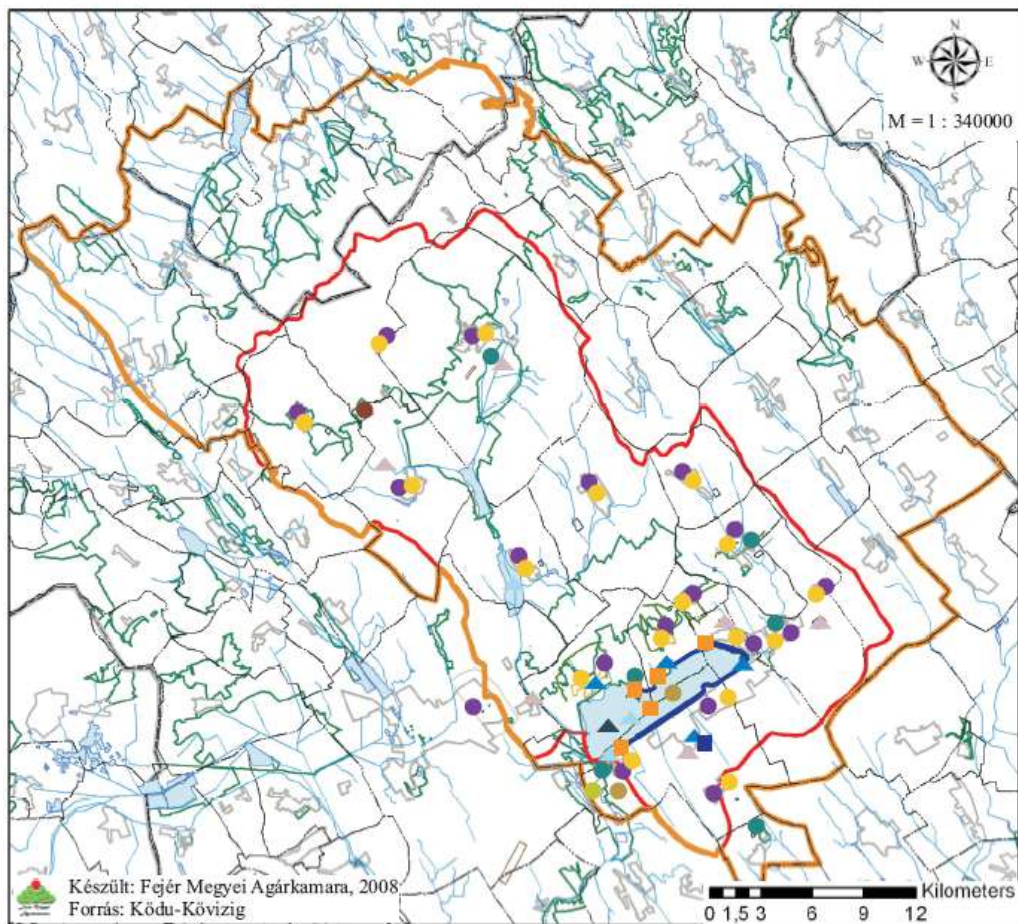 N
W E
S
M = 1 : 340000
Készült: Fejér Megyei Agárkamara, 2008
Forrás: Ködu-Kövizig
Kilometers
0 1,5 3 6 9 12